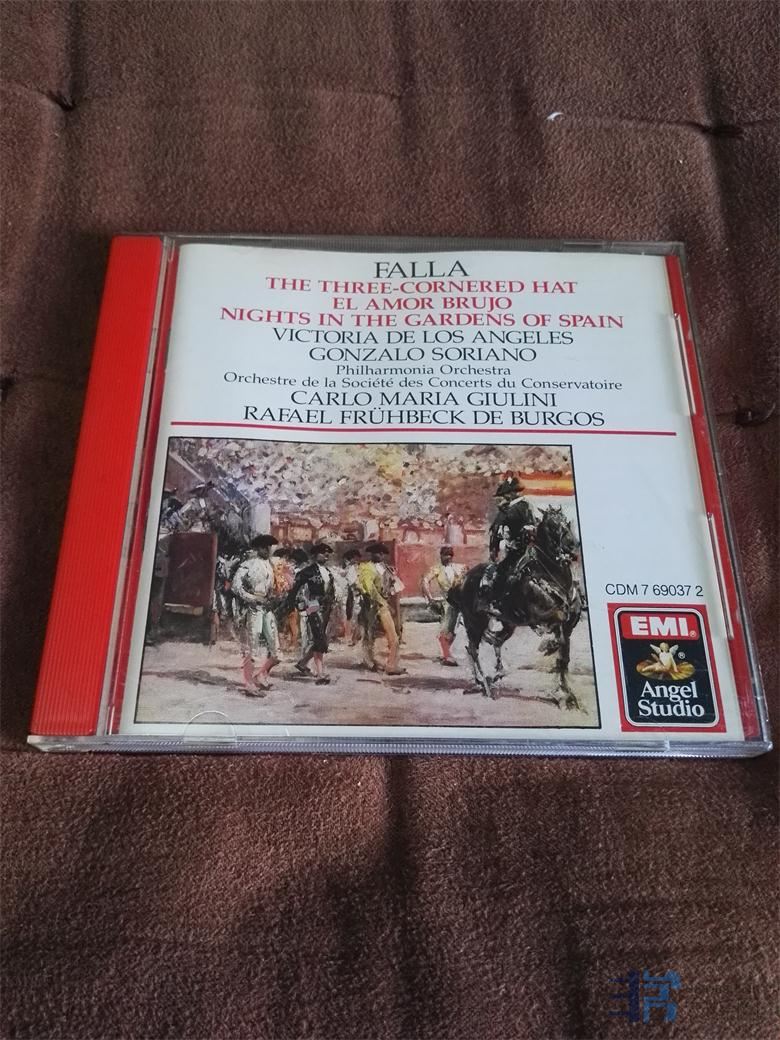 FALLA
THE THREE-CORNERED HAT
EL AMOR BRUJO
NIGHTS IN THE GARDENS OF SPAIN
VICTORIA DE LOS ANGELES
GONZALO SORIANO
Philharmonia Orchestra
Orchestre de la Société des Concerts du Conservatoire
CARLO MARIA GIULINI
RAFAEL FRÜHBECK DE BURGOS
CDM 7 69037 2
EMI®
®
Angel
Studio